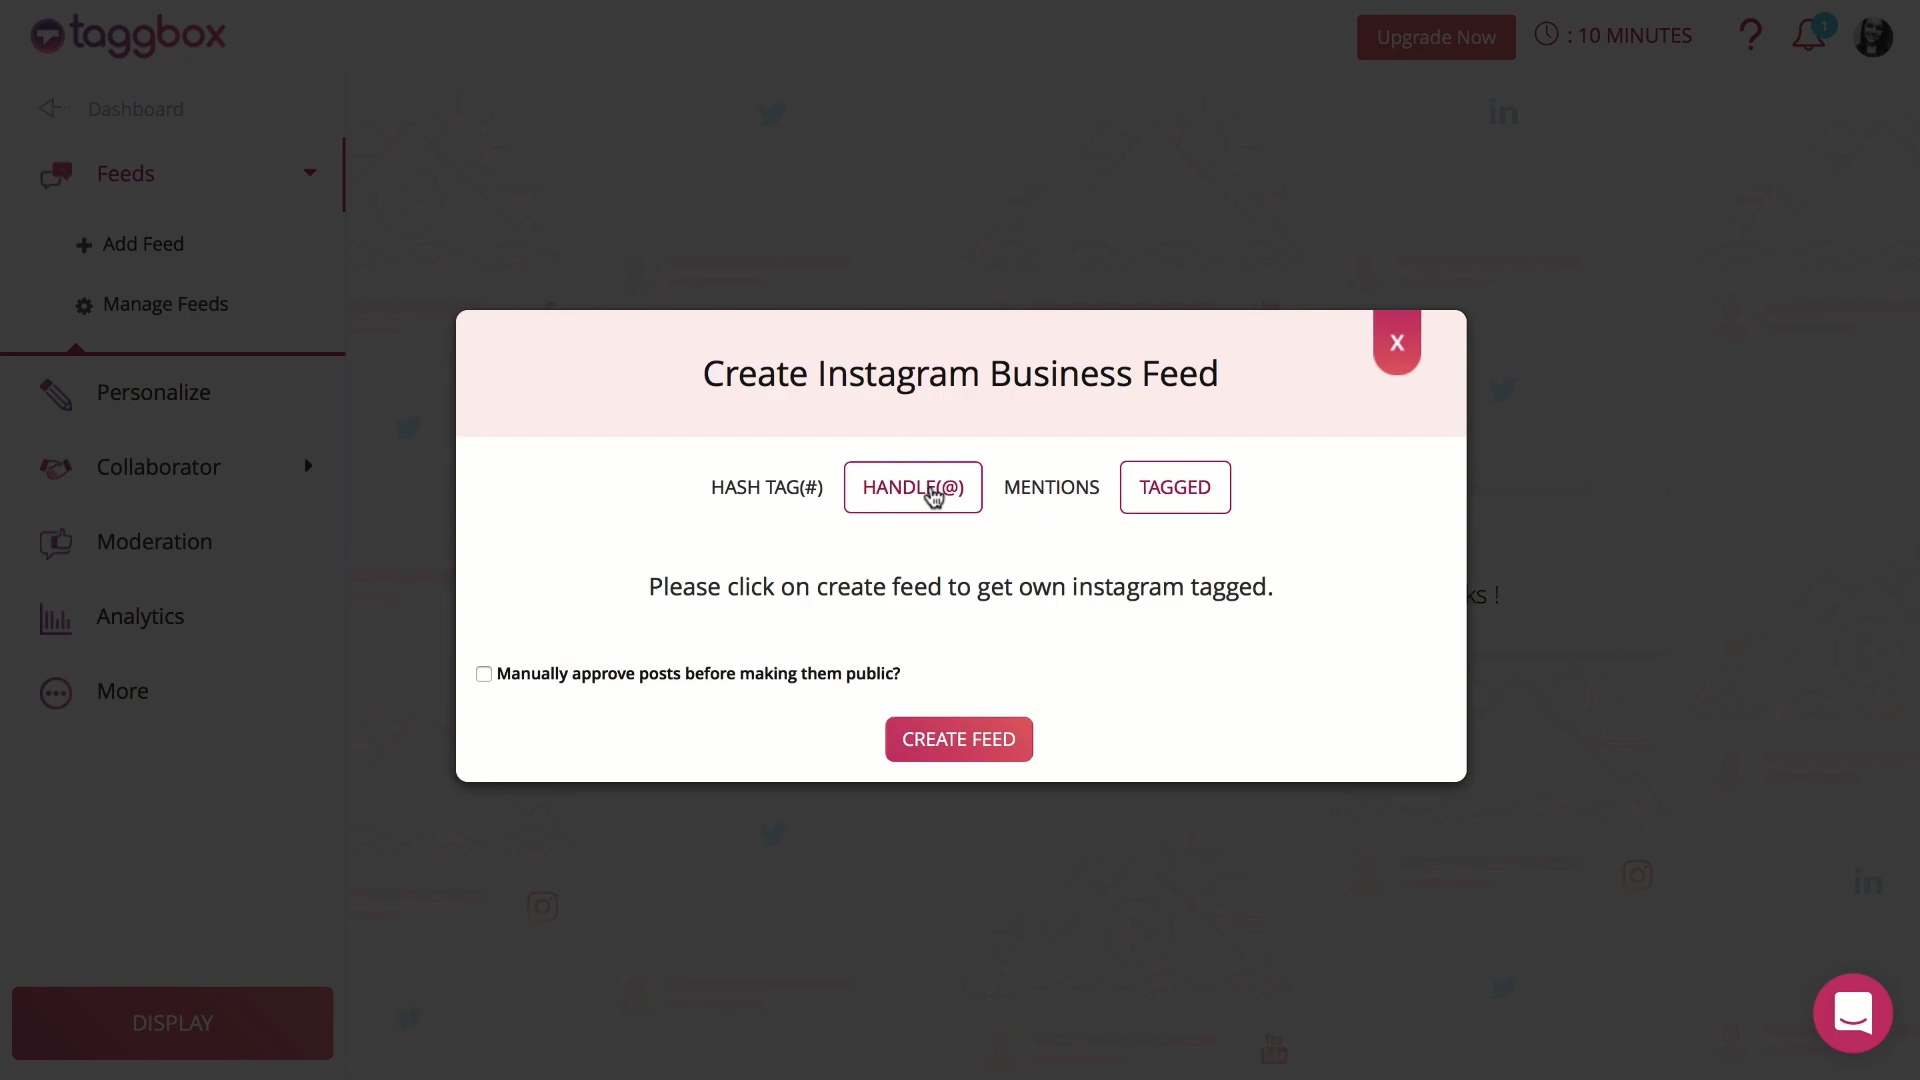 taggbox
Upgrade Now
: 10 MINUTES
1
Dashboard
Feeds
Add Feed
Manage Feeds
Personalize
Collaborator
Moderation
Analytics
More
DISPLAY
Create Instagram Business Feed
X
HASH TAG(#)
HANDLE(@)
MENTIONS
TAGGED
Please click on create feed to get own instagram tagged.
ks !
Manually approve posts before making them public?
CREATE FEED